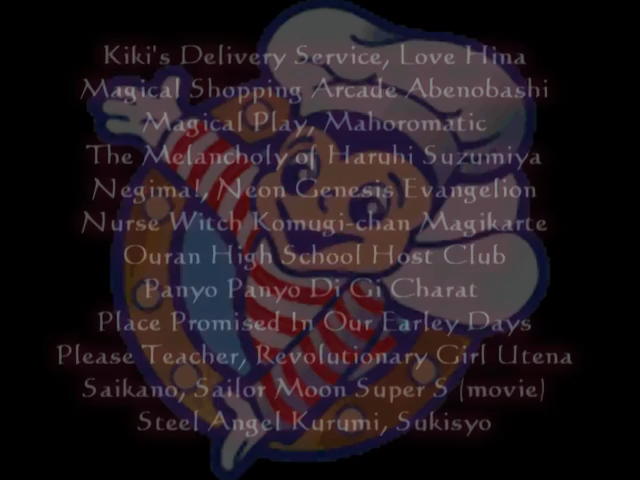 Kiki's Delivery Service, Love Hina
Magical Shopping Arcade Abenobashi
Magical Play, Mahoromatic
The Melancholy of Haruhi Suzumiya
Negima!, Neon Genesis Evangelion
Nurse Witch Komugi-chan Magikarte
Ouran High School Host Club
Panyo Panyo Di Gi Charat
Place Promised In Our Earley Days
Please Teacher, Revolutionary Girl Utena
Saikano, Sailor Moon Super S (movie)
Steel Angel Kurumi, Sukisyo